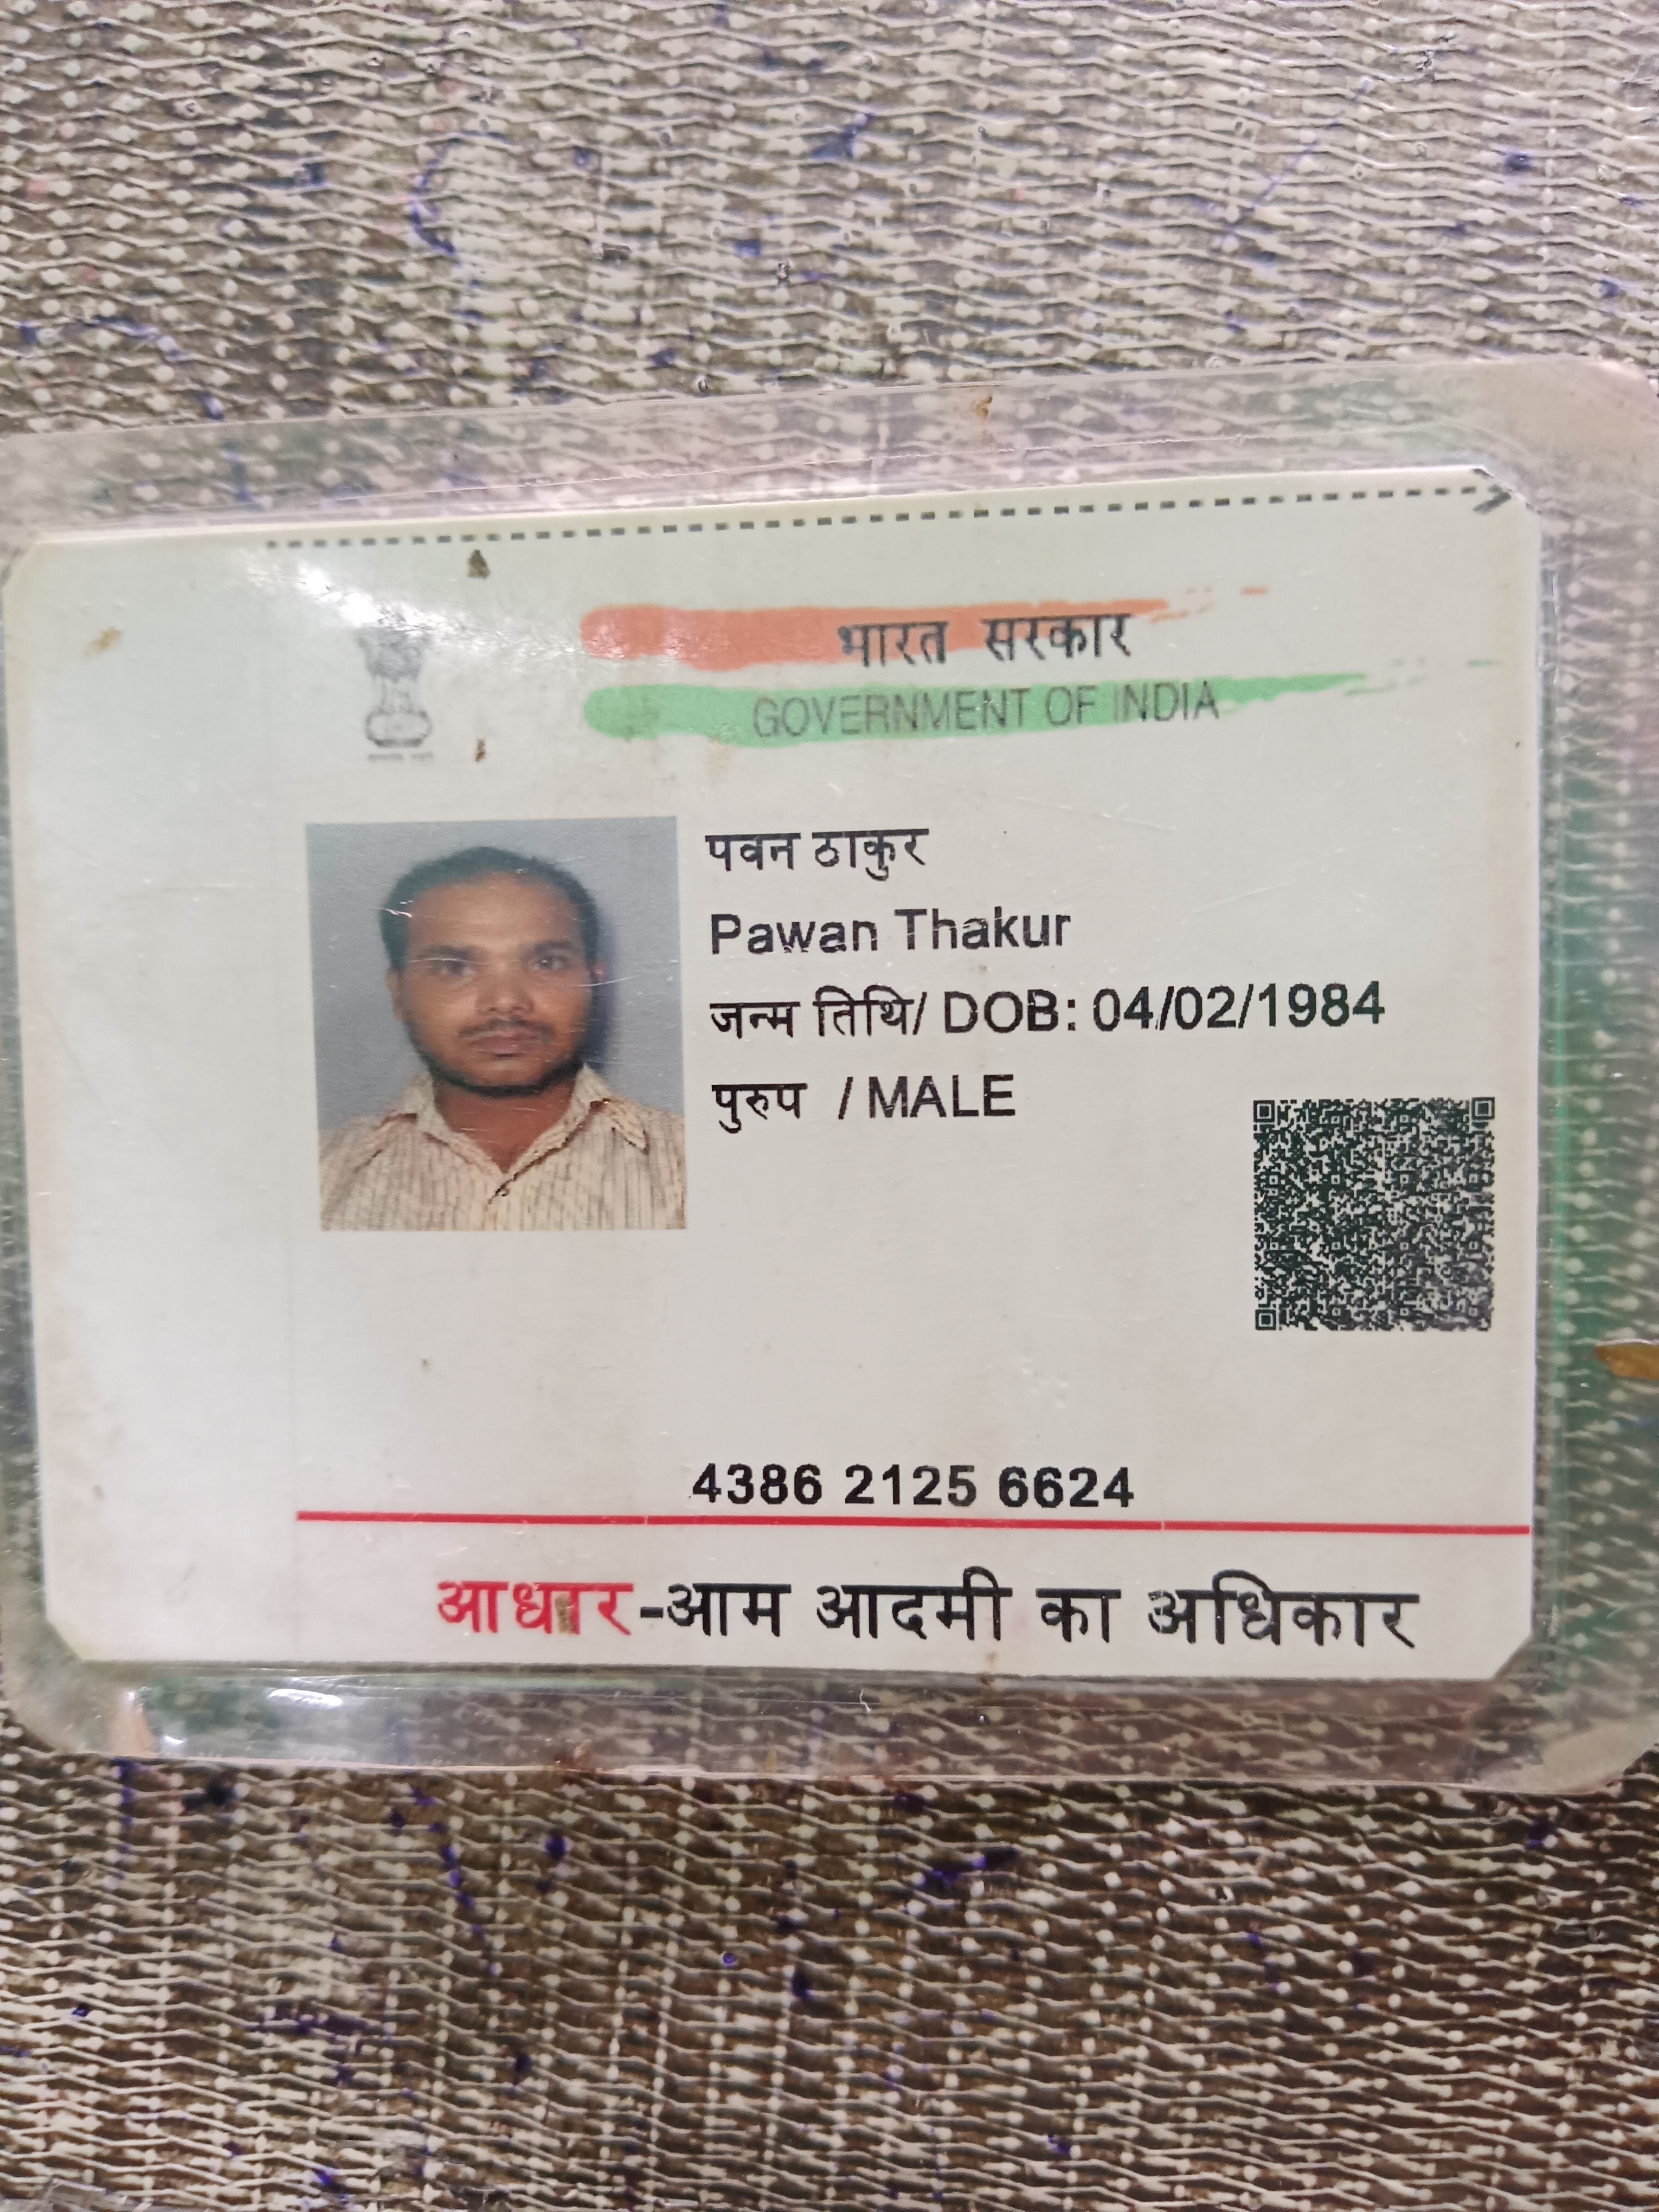 भारत सरकार
GOVERNMENT OF INDIA
पवन ठाकुर
Pawan Thakur
जन्म तिथि/ DOB: 04/02/1984
पुरुष / MALE
4386 2125 6624
आधार-आम आदमी का अधिकार